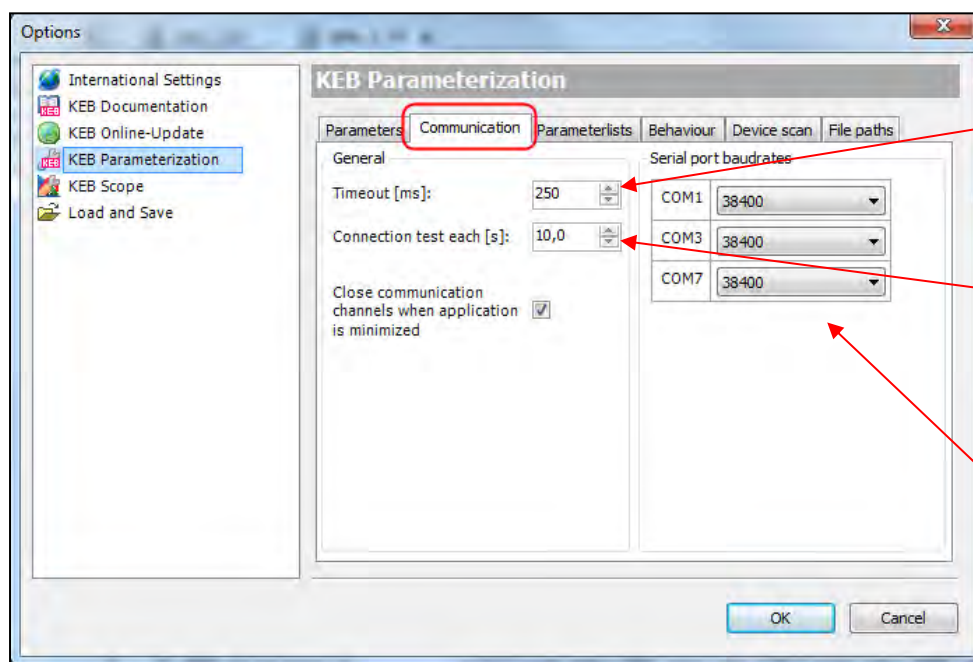 Options
International Settings
KEB Documentation
KEB Online-Update
KEB Parameterization
KEB Scope
Load and Save
KEB Parameterization
Parameters Communication Parameterlists Behaviour Device scan File paths
General
Timeout [ms]: 250
Connection test each [s]: 10,0
Close communication
channels when application
is minimized
Serial port baudrates
COM1 38400
COM3 38400
COM7 38400
OK Cancel